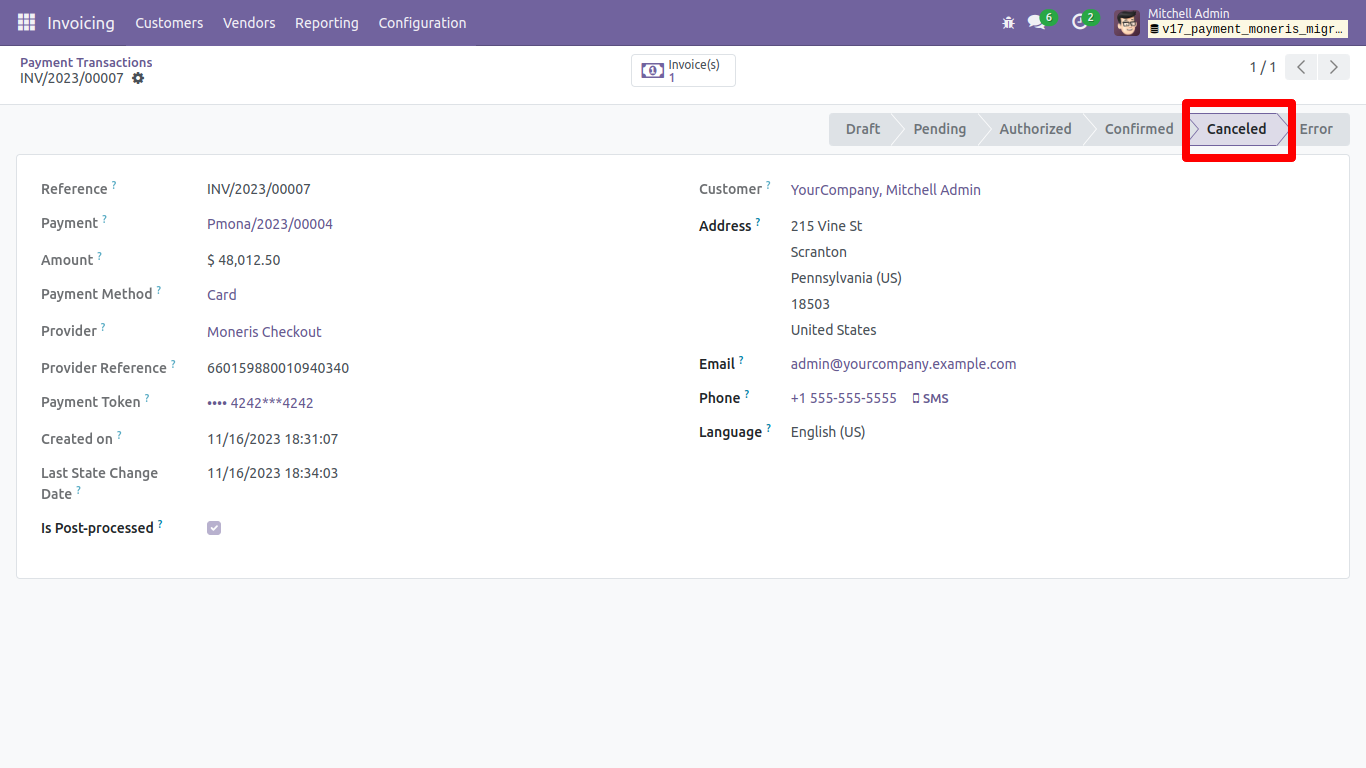 Invoicing Customers Vendors Reporting Configuration 6 2 Mitchell Admin
v17_payment_moneris_migr...
Payment Transactions
INV/2023/00007
Invoice(s)
1
1 / 1
Draft Pending Authorized Confirmed Canceled Error
Reference ? INV/2023/00007
Payment ? Pmona/2023/00004
Amount ? $ 48,012.50
Payment Method ? Card
Provider ? Moneris Checkout
Provider Reference ? 660159880010940340
Payment Token ? •••• 4242***4242
Created on ? 11/16/2023 18:31:07
Last State Change 11/16/2023 18:34:03
Date ?
Is Post-processed ?
Customer ? YourCompany, Mitchell Admin
Address ? 215 Vine St
Scranton
Pennsylvania (US)
18503
United States
Email ? admin@yourcompany.example.com
Phone ? +1 555-555-5555 SMS
Language ? English (US)